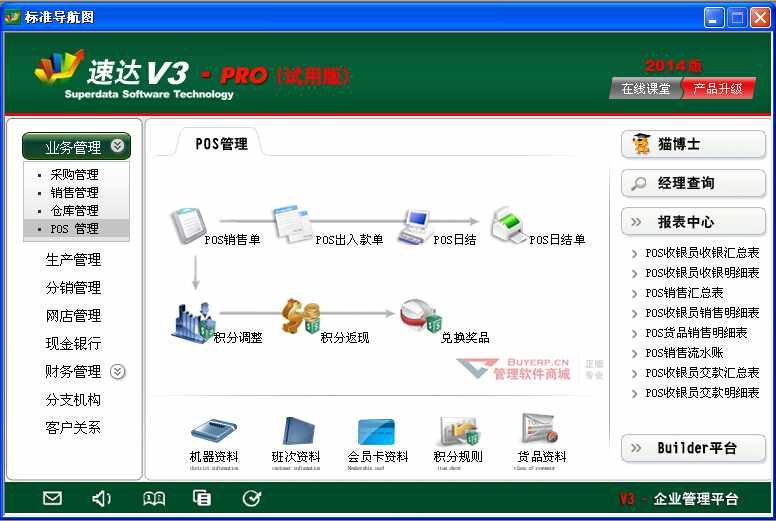 标准导航图
速达 V3 - PRO (试用版)
Superdata Software Technology
2014版
在线课堂 产品升级
业务管理
采购管理
销售管理
仓库管理
POS 管理
生产管理
分销管理
网店管理
现金银行
财务管理
分支机构
客户关系
POS管理
POS销售单
POS出入款单
POS日结
POS日结单
积分调整
积分返现
兑换奖品
BUYERP.CN
管理软件商城
正版
专业
机器资料
district information
班次资料
customer information
会员卡资料
Membership card
积分规则
item sheet
货品资料
class of revenuer
猫博士
经理查询
报表中心
POS收银员收银汇总表
POS收银员收银明细表
POS销售汇总表
POS收银员销售明细表
POS货品销售明细表
POS销售流水账
POS收银员交款汇总表
POS收银员交款明细表
Builder平台
V3 - 企业管理平台